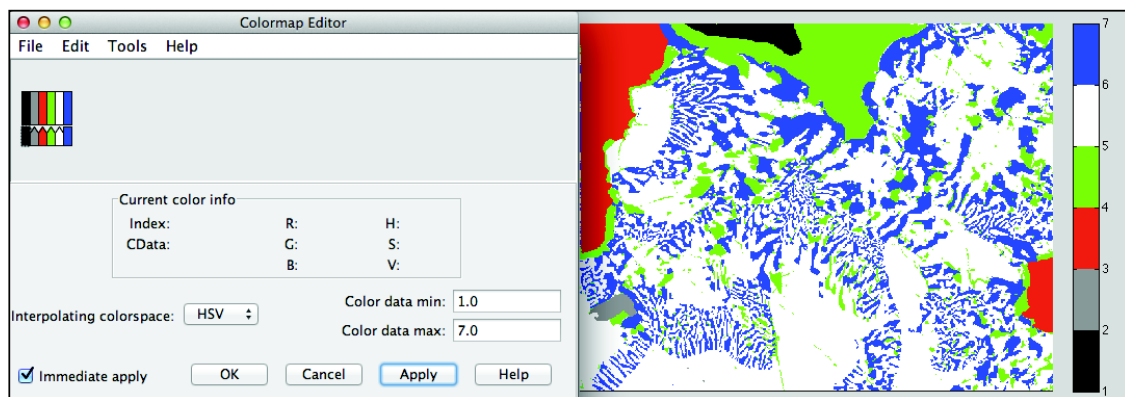 Colormap Editor
File Edit Tools Help
Current color info
Index: R: H:
CData: G: S:
B: V:
Interpolating colorspace: HSV
Color data min: 1.0
Color data max: 7.0
Immediate apply OK Cancel Apply Help
7
6
5
4
3
2
1